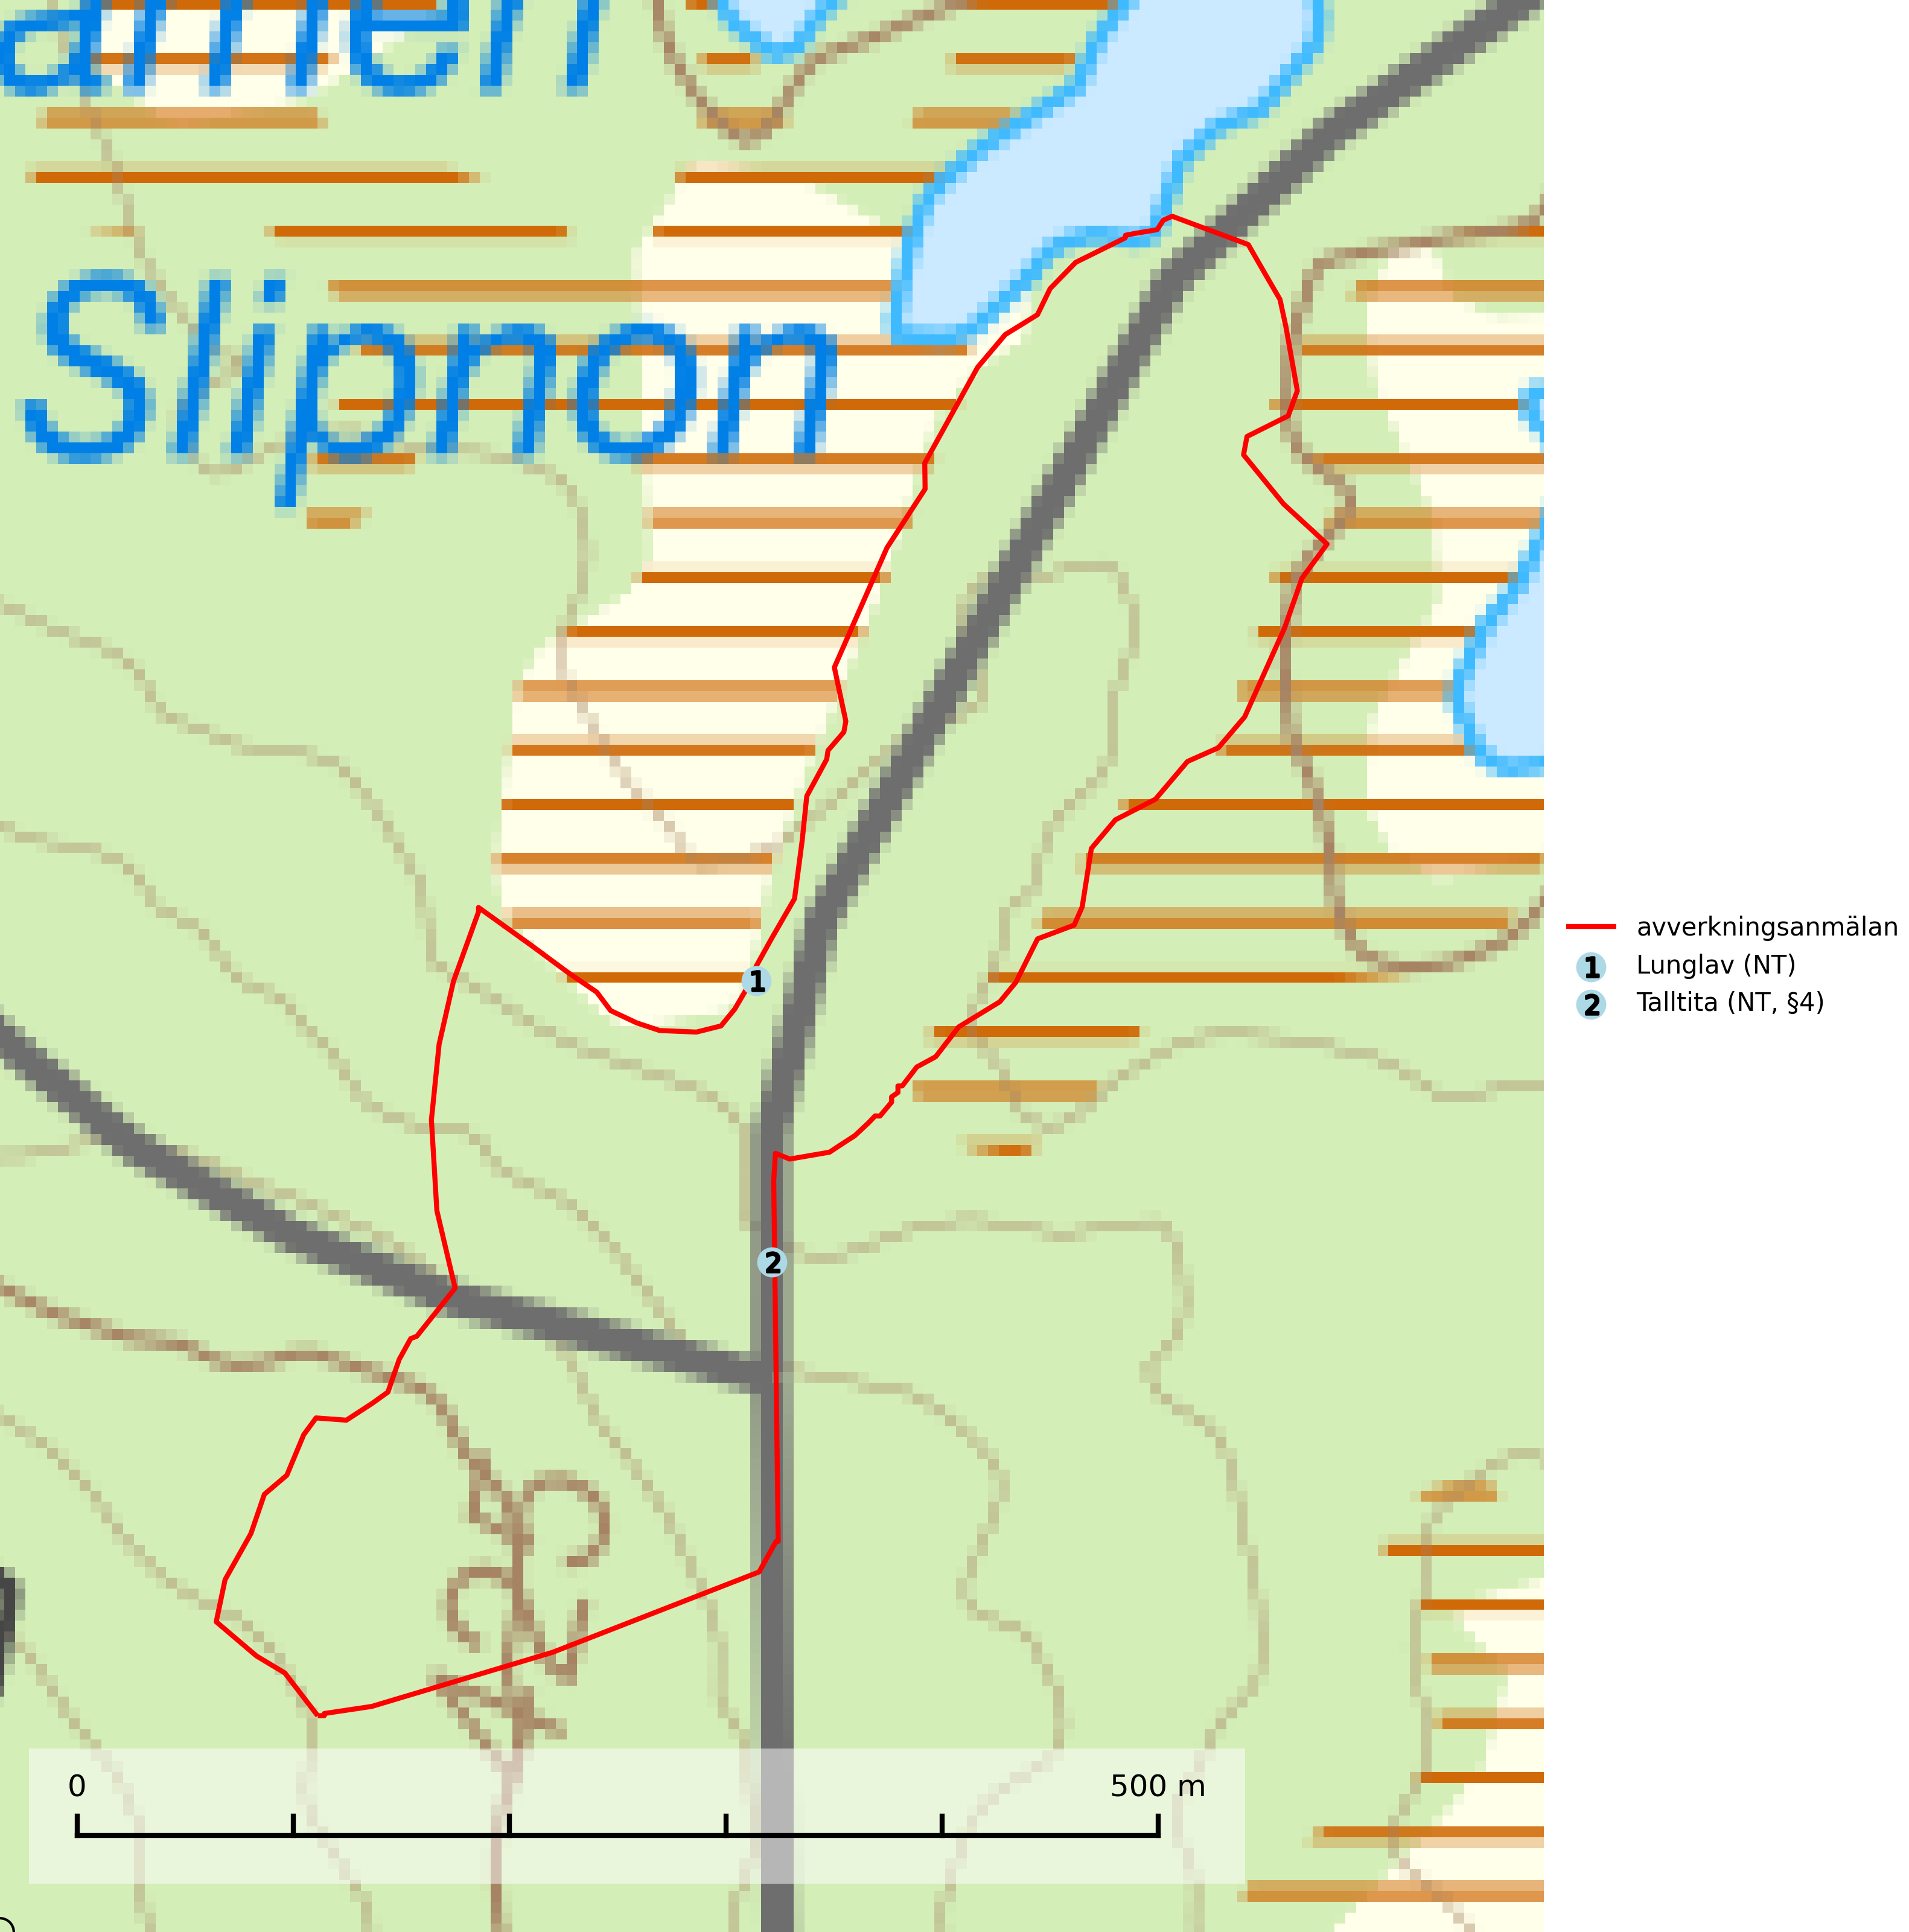 Slipnon
1
2
avverkningsanmälan
1 Lunglav (NT)
2 Talltita (NT, §4)
0 500 m